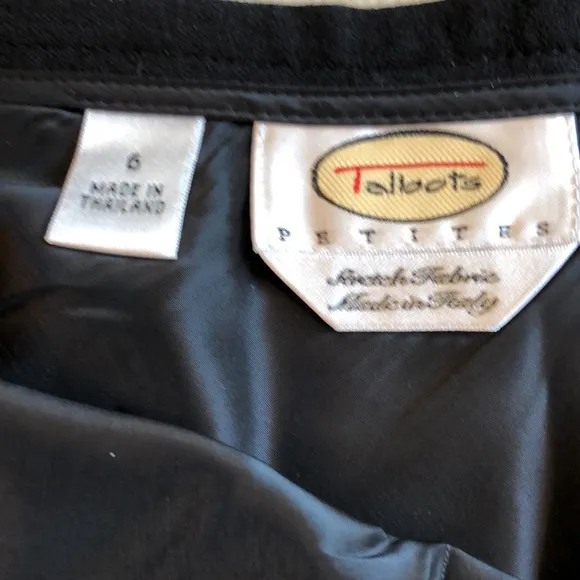 6
MADE IN
THAILAND
Talbots
PETITES
Stretch Fabric
Made in Italy